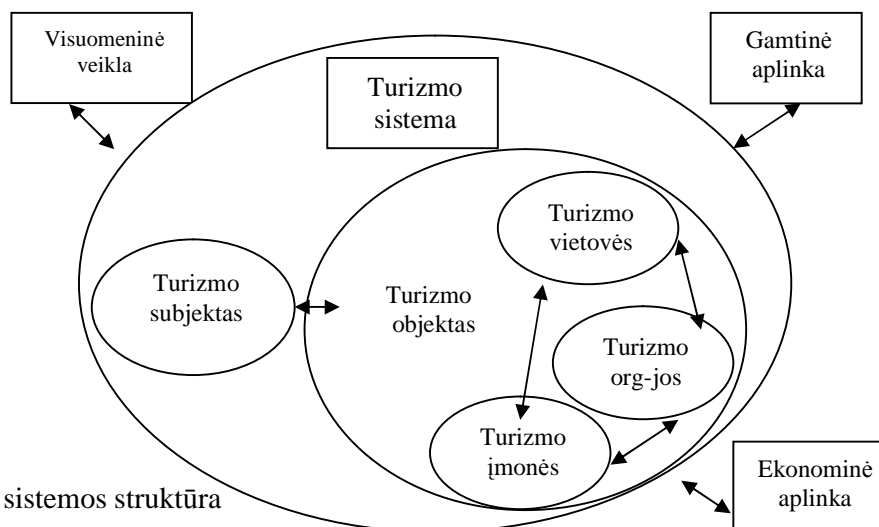 Visuomeninė
veikla
Gamtinė
aplinka
Turizmo
sistema
Turizmo
vietovės
Turizmo
subjektas
Turizmo
objektas
Turizmo
org-jos
Turizmo
įmonės
Ekonominė
aplinka
sistemos struktūra